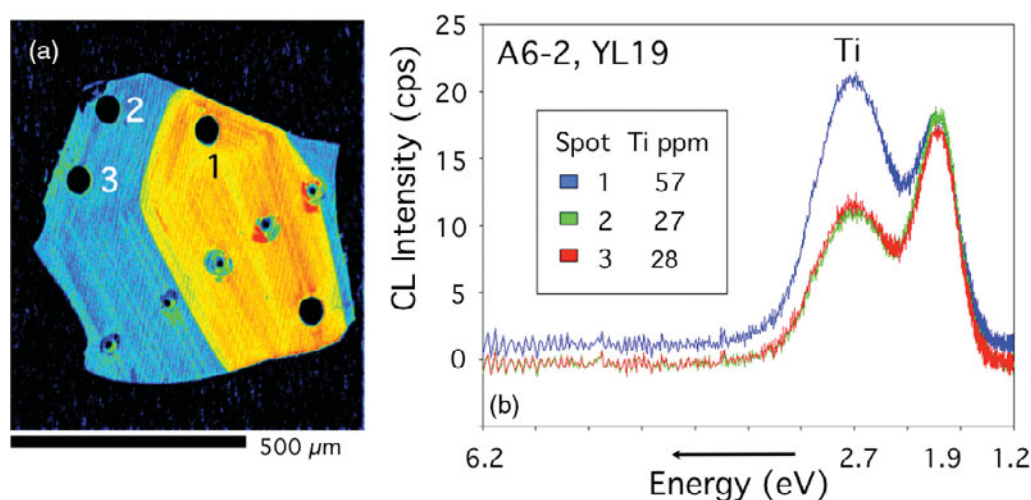 (a)
2
1
3
500 µm
CL Intensity (cps)
25
20
15
10
5
0
A6-2, YL19
Ti
Spot Ti ppm
1 57
2 27
3 28
(b)
6.2 2.7 1.9 1.2
Energy (eV)